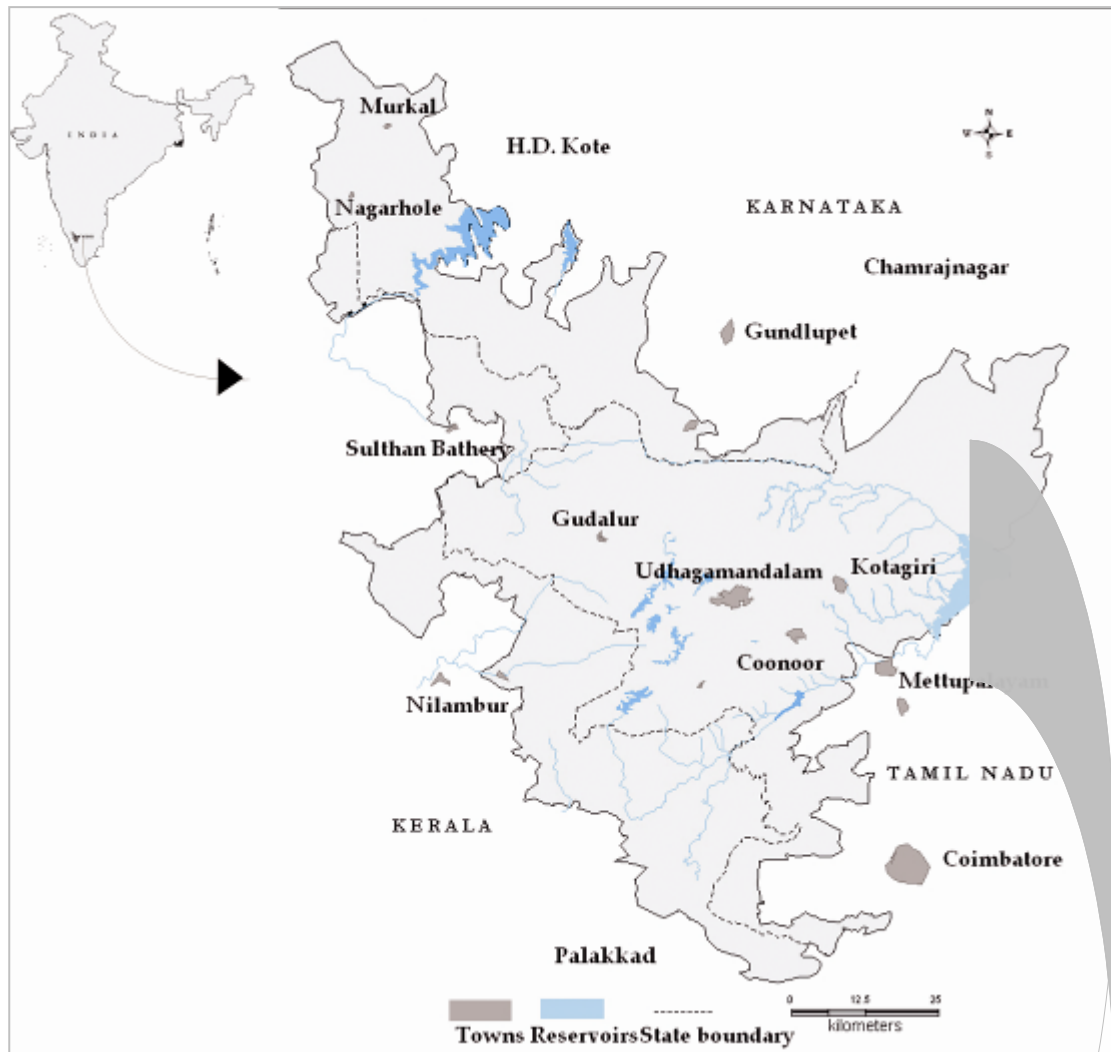 INDIA
Murkal
H.D. Kote
N
W E
S
Nagarhole
KARNATAKA
Chamrajnagar
Gundlupet
Sulthan Bathery
Gudalur
Udhagamandalam
Kotagiri
Coonoor
Mettupalayam
Nilambur
TAMIL NADU
KERALA
Coimbatore
Palakkad
0 12.5 25
kilometers
Towns Reservoirs State boundary